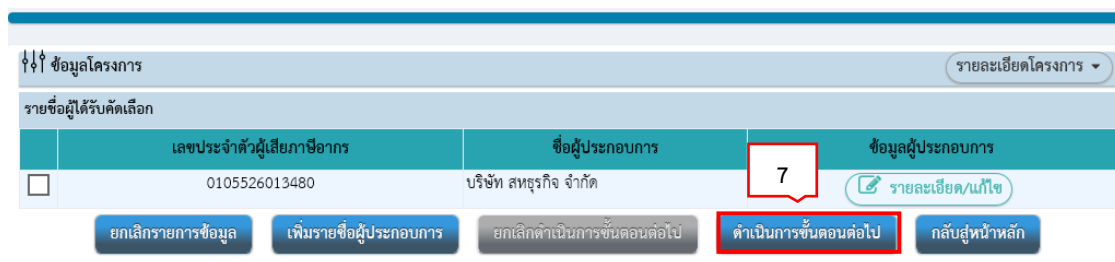 ข้อมูลโครงการ รายละเอียดโครงการ
รายชื่อผู้ได้รับคัดเลือก
เลขประจำตัวผู้เสียภาษีอากร ชื่อผู้ประกอบการ ข้อมูลผู้ประกอบการ
7
0105526013480 บริษัท สหธุรกิจ จำกัด รายละเอียด/แก้ไข
ยกเลิกรายการข้อมูล เพิ่มรายชื่อผู้ประกอบการ ยกเลิกดำเนินการขั้นตอนต่อไป ดำเนินการขั้นตอนต่อไป กลับสู่หน้าหลัก